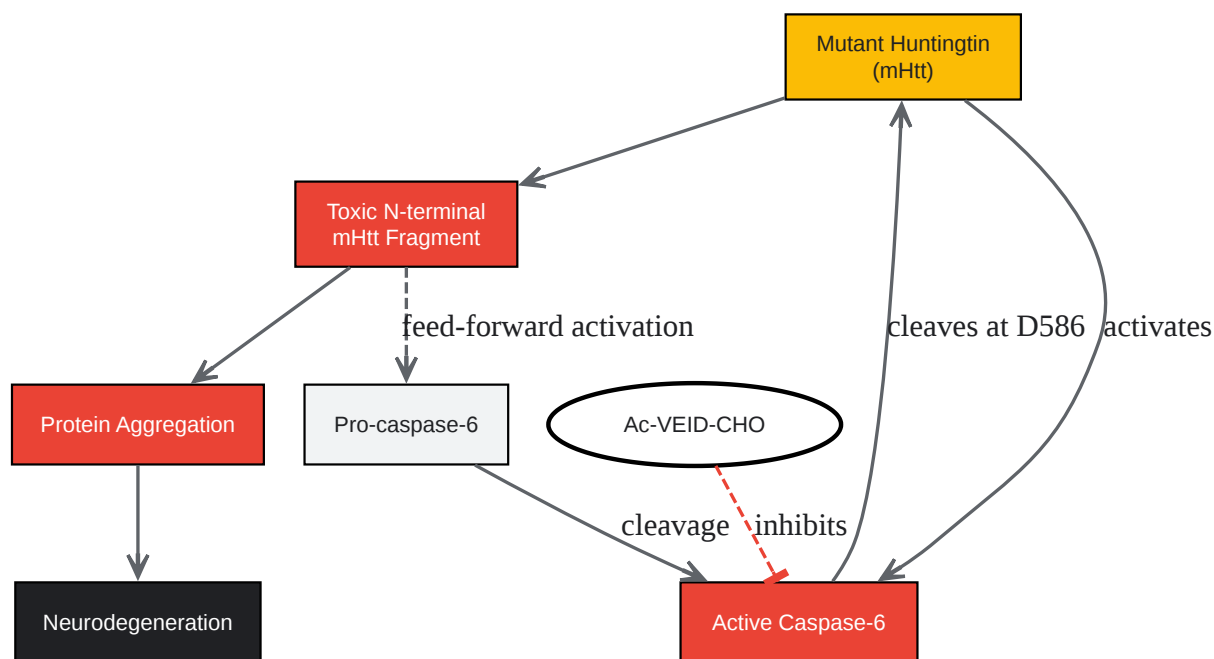 Mutant Huntingtin
(mHtt)
Toxic N-terminal
mHtt Fragment
feed-forward activation
cleaves at D586
activates
Protein Aggregation
Pro-caspase-6
Ac-VEID-CHO
cleavage
inhibits
Neurodegeneration
Active Caspase-6